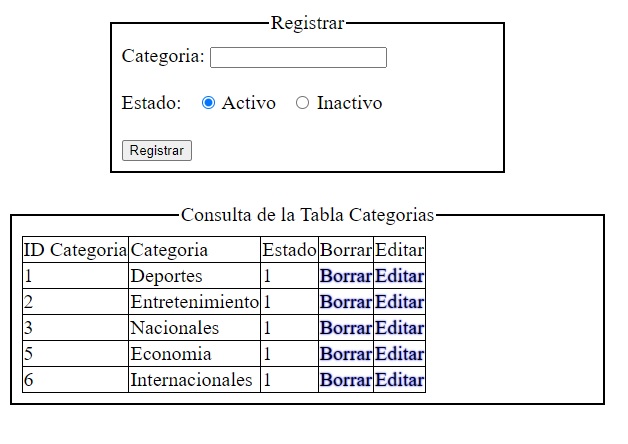 Registrar
Categoria:
Estado: Activo Inactivo
Registrar
Consulta de la Tabla Categorias
ID Categoria Categoria Estado Borrar Editar
1 Deportes 1 Borrar Editar
2 Entretenimiento 1 Borrar Editar
3 Nacionales 1 Borrar Editar
5 Economia 1 Borrar Editar
6 Internacionales 1 Borrar Editar